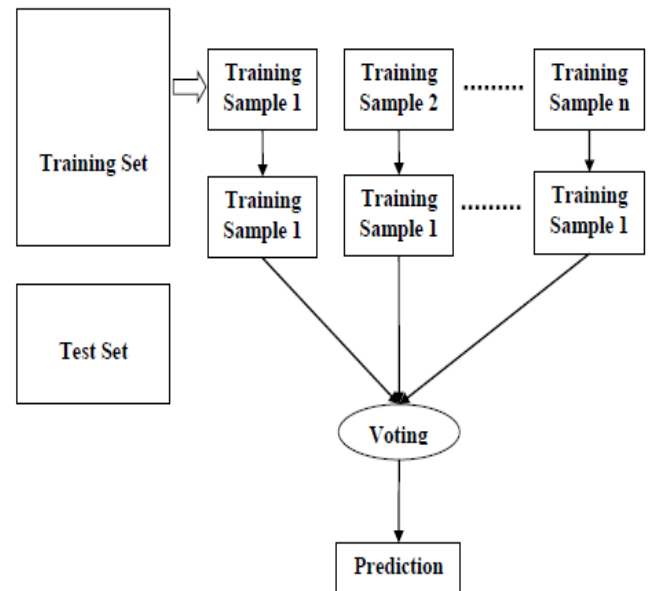 Training Set
Training
Sample 1
Training
Sample 2
Training
Sample n
Training
Sample 1
Training
Sample 1
Training
Sample 1
Test Set
Voting
Prediction